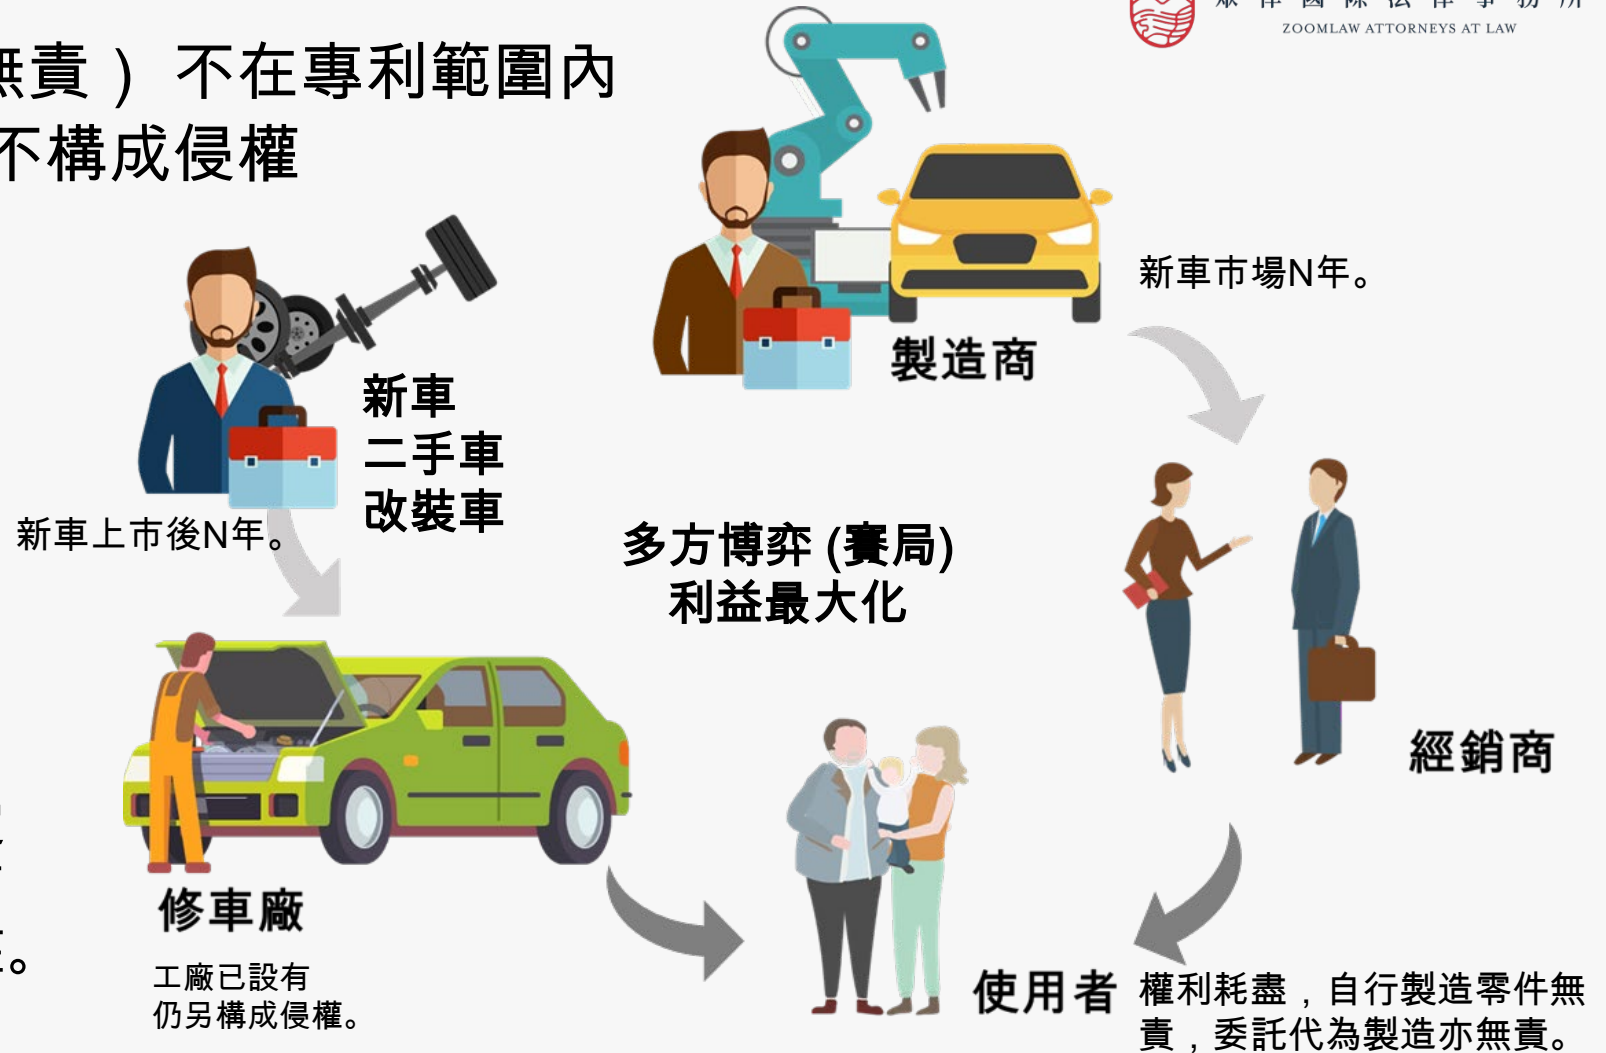 ZOOMLAW ATTORNEYS AT LAW
無責） 不在專利範圍內
不構成侵權
新車市場N年。
製造商
新車
二手車
改裝車
新車上市後N年。
多方博弈 (賽局)
利益最大化
經銷商
修車廠
工廠已設有
仍另構成侵權。
使用者
權利耗盡，自行製造零件無
責，委託代為製造亦無責。